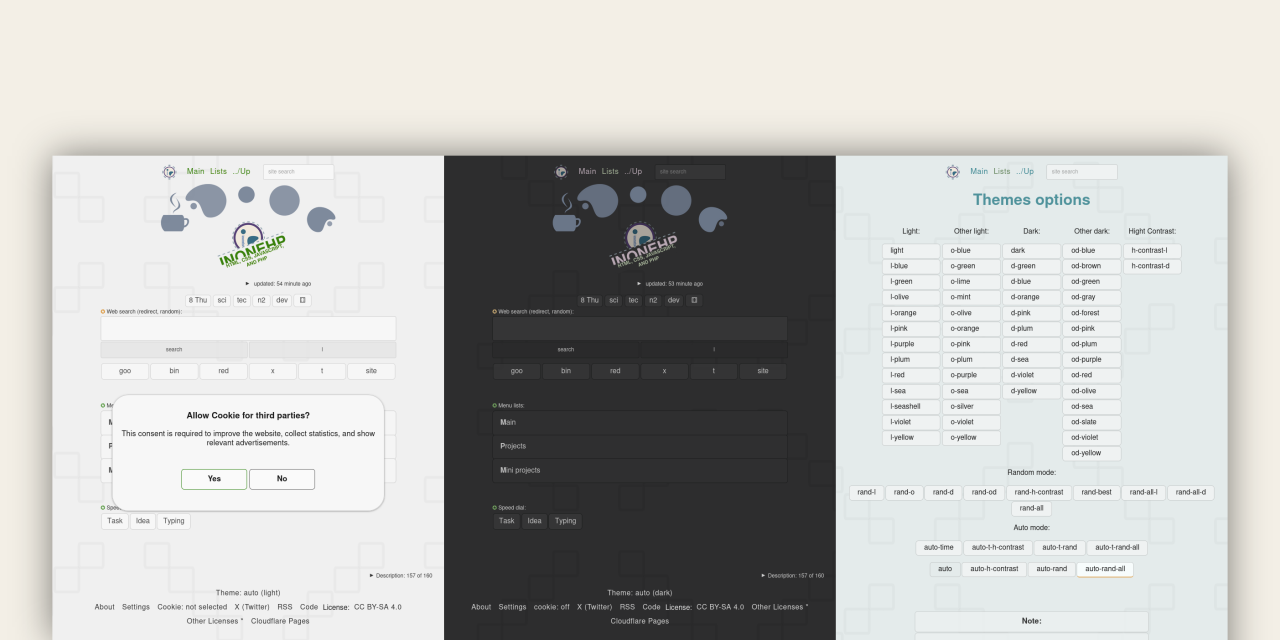 Main Lists ../Up site search
INONEHP
HTML, CSS, JAVASCRIPT,
AND PHP
► updated: 54 minute ago
8 Thu sci tec n2 dev
Web search (redirect, random):
search l
goo bin red x t site
Me
M
P
M
Allow Cookie for third parties?
This consent is required to improve the website, collect statistics, and show
relevant advertisements.
Yes No
Speed
Task Idea Typing
► Description: 157 of 160
Theme: auto (light)
About Settings Cookie: not selected X (Twitter) RSS Code License: CC BY-SA 4.0
Other Licenses * Cloudflare Pages
Main Lists ../Up site search
INONEHP
HTML, CSS, JAVASCRIPT,
AND PHP
► updated: 53 minute ago
8 Thu sci tec n2 dev
Web search (redirect, random):
search l
goo bin red x t site
Menu lists:
Main
Projects
Mini projects
Speed dial:
Task Idea Typing
► Description: 157 of 160
Theme: auto (dark)
About Settings cookie: off X (Twitter) RSS Code License: CC BY-SA 4.0 Other Licenses *
Cloudflare Pages
Main Lists ../Up site search
Themes options
Light: Other light: Dark: Other dark: Hight Contrast:
light o-blue dark od-blue h-contrast-l
l-blue o-green d-green od-brown h-contrast-d
l-green o-lime d-blue od-green
l-olive o-mint d-orange od-gray
l-orange o-olive d-pink od-forest
l-pink o-orange d-plum od-pink
l-purple o-pink d-red od-plum
l-plum o-plum d-sea od-purple
l-red o-purple d-violet od-red
l-sea o-sea d-yellow od-olive
l-seashell o-silver od-sea
l-violet o-violet od-slate
l-yellow o-yellow od-violet
od-yellow
Random mode:
rand-l rand-o rand-d rand-od rand-h-contrast rand-best rand-all-l rand-all-d
rand-all
Auto mode:
auto-time auto-t-h-contrast auto-t-rand auto-t-rand-all
auto auto-h-contrast auto-rand auto-rand-all
Note: